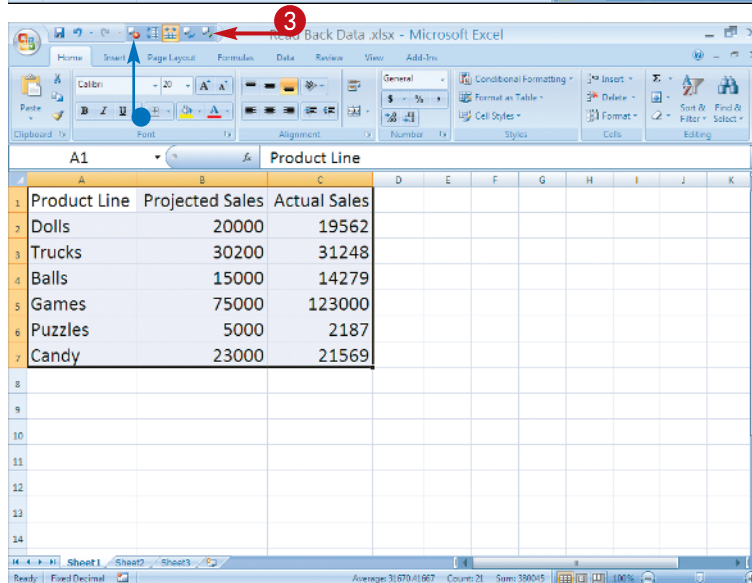 3
Read Back Data .xlsx - Microsoft Excel
Home Insert Page Layout Formulas Data Review View Add-Ins
Paste
Calibri 20 A A
B I U A
General
$ % ,
Conditional Formatting
Format as Table
Cell Styles
Insert
Delete
Format
Σ
Sort & Filter
Find & Select
Clipboard Font Alignment Number Styles Cells Editing
A1 fx Product Line
A B C D E F G H I J K
1 Product Line Projected Sales Actual Sales
2 Dolls 20000 19562
3 Trucks 30200 31248
4 Balls 15000 14279
5 Games 75000 123000
6 Puzzles 5000 2187
7 Candy 23000 21569
8
9
10
11
12
13
14
Sheet1 Sheet2 Sheet3
Ready Fixed Decimal Average: 31670.41667 Count: 21 Sum: 380045 100%